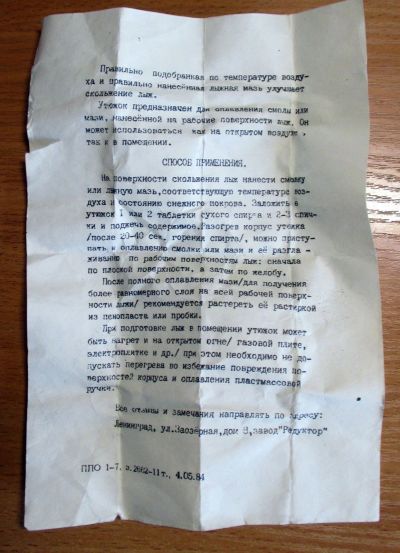 Правильно подобранная по температуре возду-
ха и правильно нанесённая лыжная мазь улучшает
скольжение лыж.
Утюжок предназначен для оплавления смолы или
мази, нанесённой на рабочие поверхности лыж. Он
может использоваться как на открытом воздухе,
так и в помещении.
СПОСОБ ПРИМЕНЕНИЯ.
На поверхности скольжения лыж нанести смолку
или лыжную мазь, соответствующую температуре воз-
духа и состоянию снежного покрова. Заложить в
утюжок 1 или 2 таблетки сухого спирта и 2-3 спич-
ки и поджечь содержимое. Разогрев корпус утюжка
/после 20-40 сек. горения спирта/, можно присту-
пать к оплавлению смолки или мази и её разгла-
живанию по рабочим поверхностям лыж: сначала
по плоской поверхности, а затем по желобу.
После полного оплавления мази/для получения
более равномерного слоя на всей рабочей поверх-
ности лыжи/ рекомендуется растереть её растиркой
из пенопласта или пробки.
При подготовке лыж в помещении утюжок может
быть нагрет и на открытом огне/ газовой плите,
электроплитке и др./ при этом необходимо не до-
пускать перегрева во избежание повреждения по-
верхностей корпуса и оплавления пластмассовой
ручки.
Все отзывы и замечания направлять по адресу:
Ленинград, ул.Заозёрная, дом 8, завод "Редуктор"
ПЛО 1-7. з.2662-11т., 4.05.84